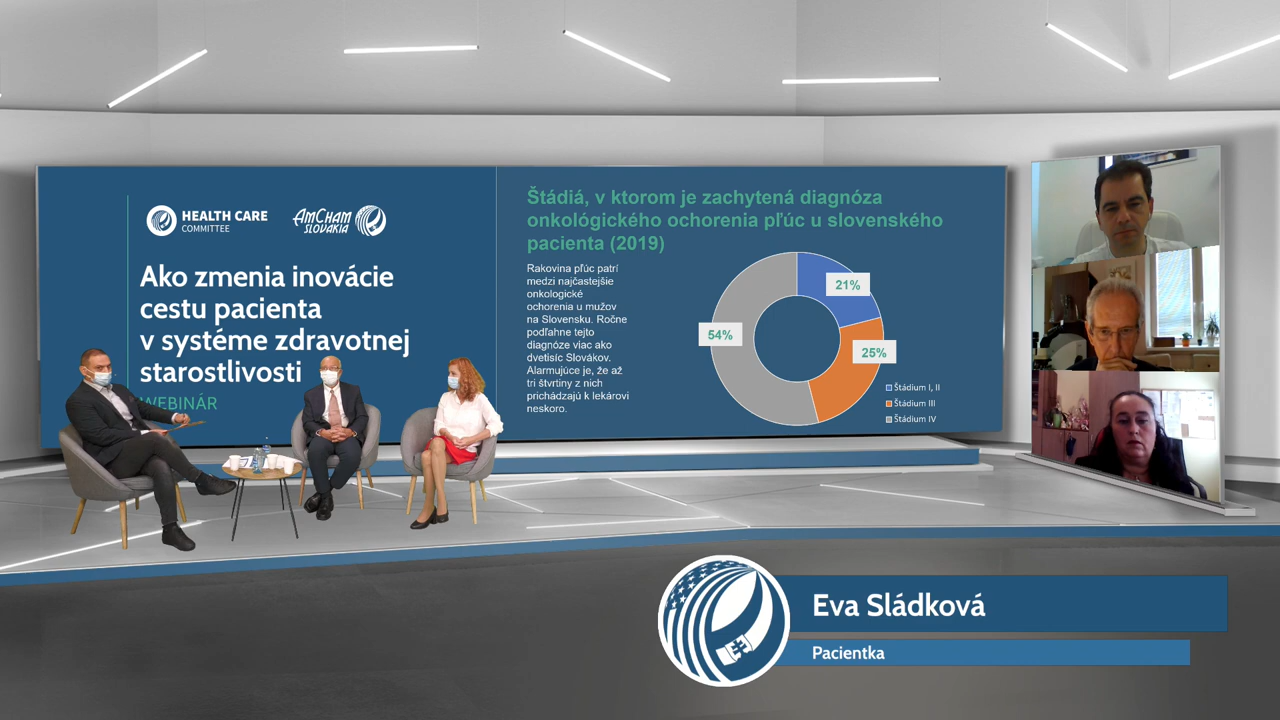 HEALTH CARE
COMMITTEE
AMCHAM
SLOVAKIA
Ako zmenia inovácie
cestu pacienta
v systéme zdravotnej
starostlivosti
WEBINÁR
Štádiá, v ktorom je zachytená diagnóza
onkológického ochorenia pľúc u slovenského
pacienta (2019)
Rakovina pľúc patrí
medzi najčastejšie
onkologické
ochorenia u mužov
na Slovensku. Ročne
podľahne tejto
diagnóze viac ako
dvetisíc Slovákov.
Alarmujúce je, že až
tri štvrtiny z nich
prichádzajú k lekárovi
neskoro.
21%
54%
25%
Štádium I, II
Štádium III
Štádium IV
Eva Sládková
Pacientka